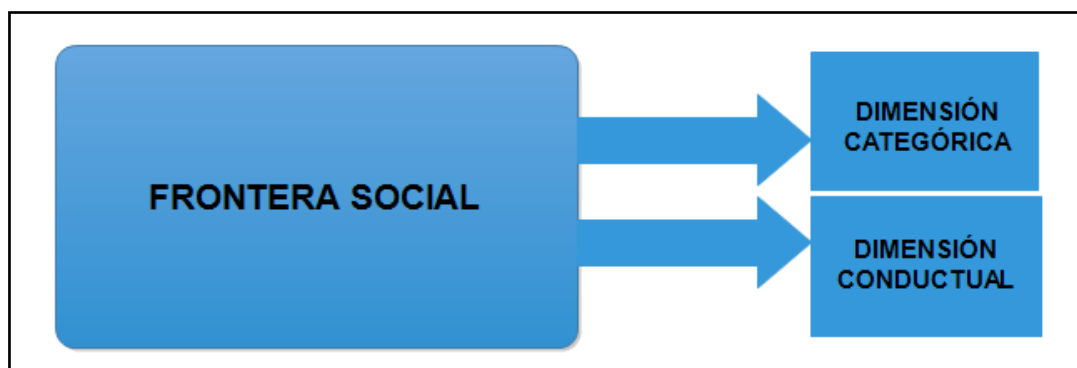 FRONTERA SOCIAL
DIMENSIÓN
CATEGÓRICA
DIMENSIÓN
CONDUCTUAL